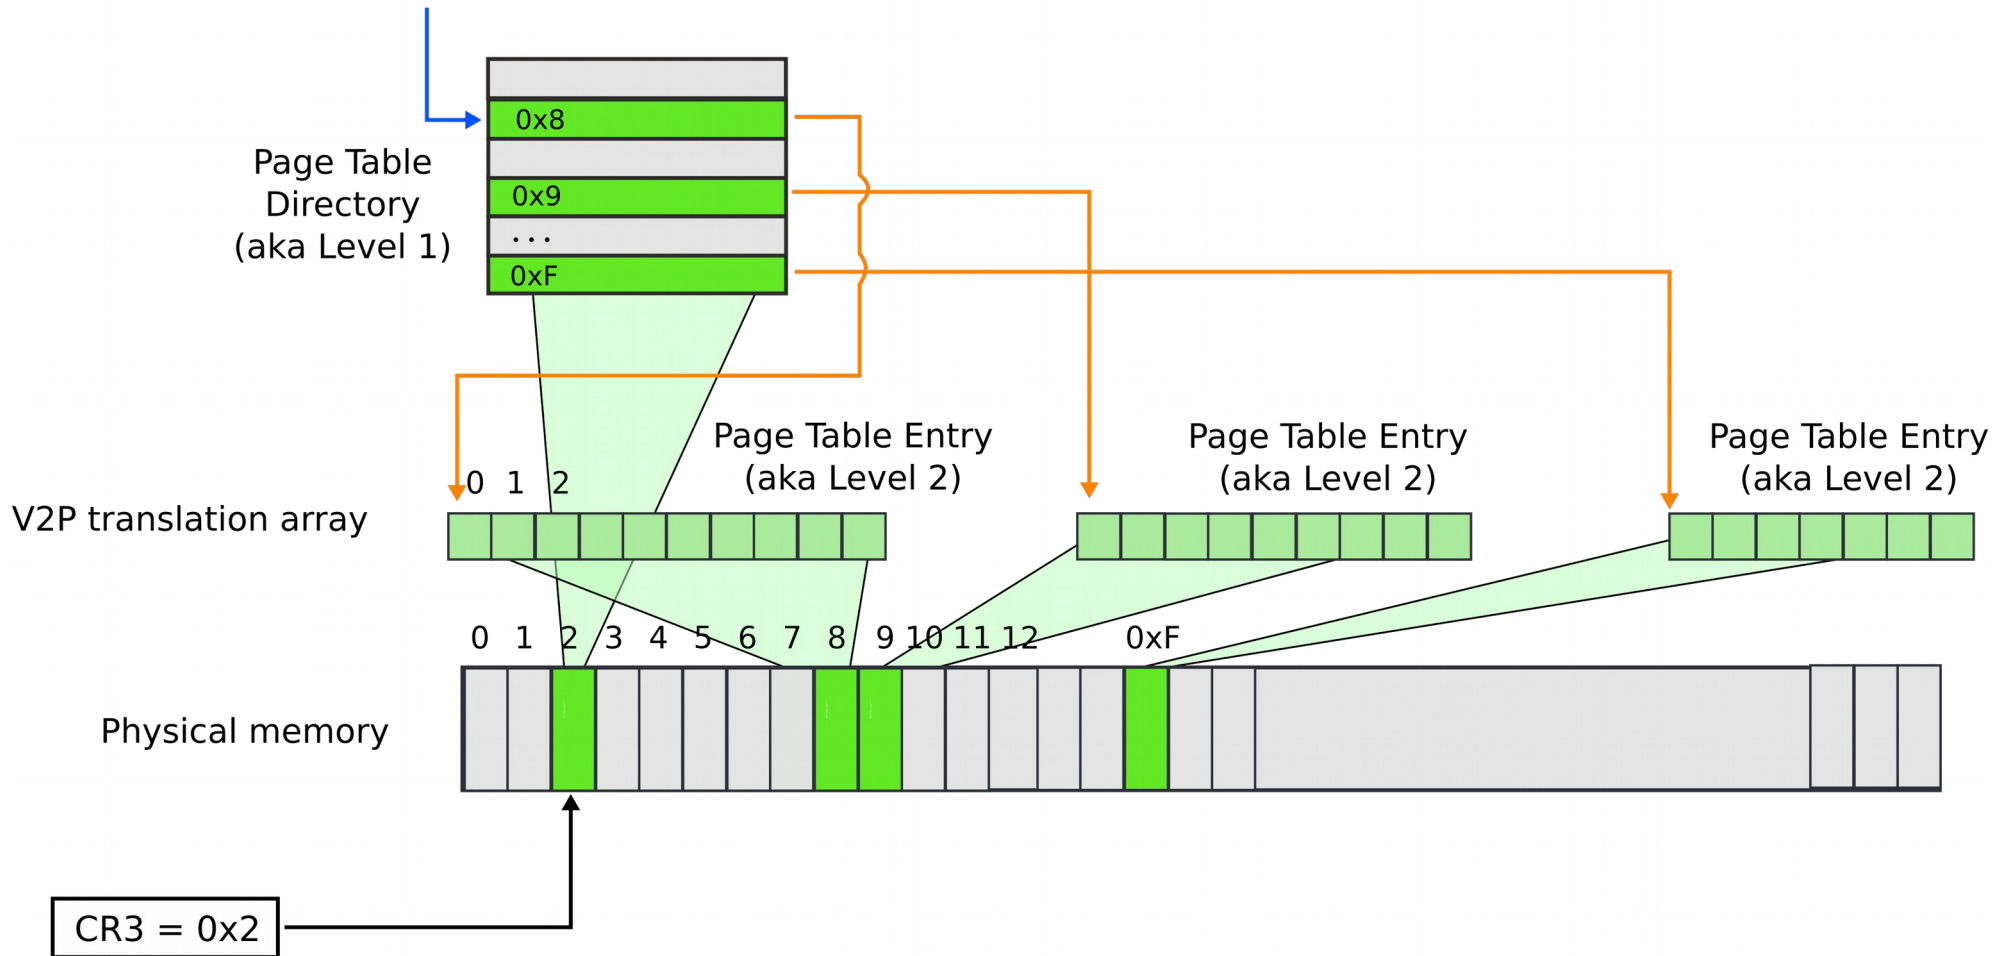 0x8
0x9
...
0xF
Page Table
Directory
(aka Level 1)
Page Table Entry
(aka Level 2)
Page Table Entry
(aka Level 2)
Page Table Entry
(aka Level 2)
0 1 2
V2P translation array
0 1 2 3 4 5 6 7 8 9 10 11 12 0xF
Physical memory
CR3 = 0x2